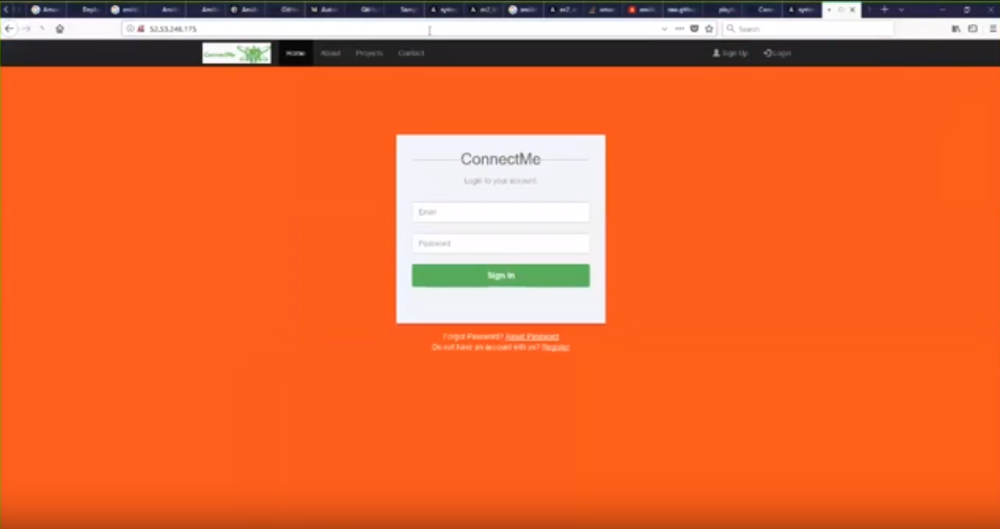 52.53.246.175
Search
ConnectMe
Home About Projects Contact
Sign Up Login
ConnectMe
Login to your account.
Email
Password
Sign In
Forgot Password? Reset Password
Do not have an account with us? Register